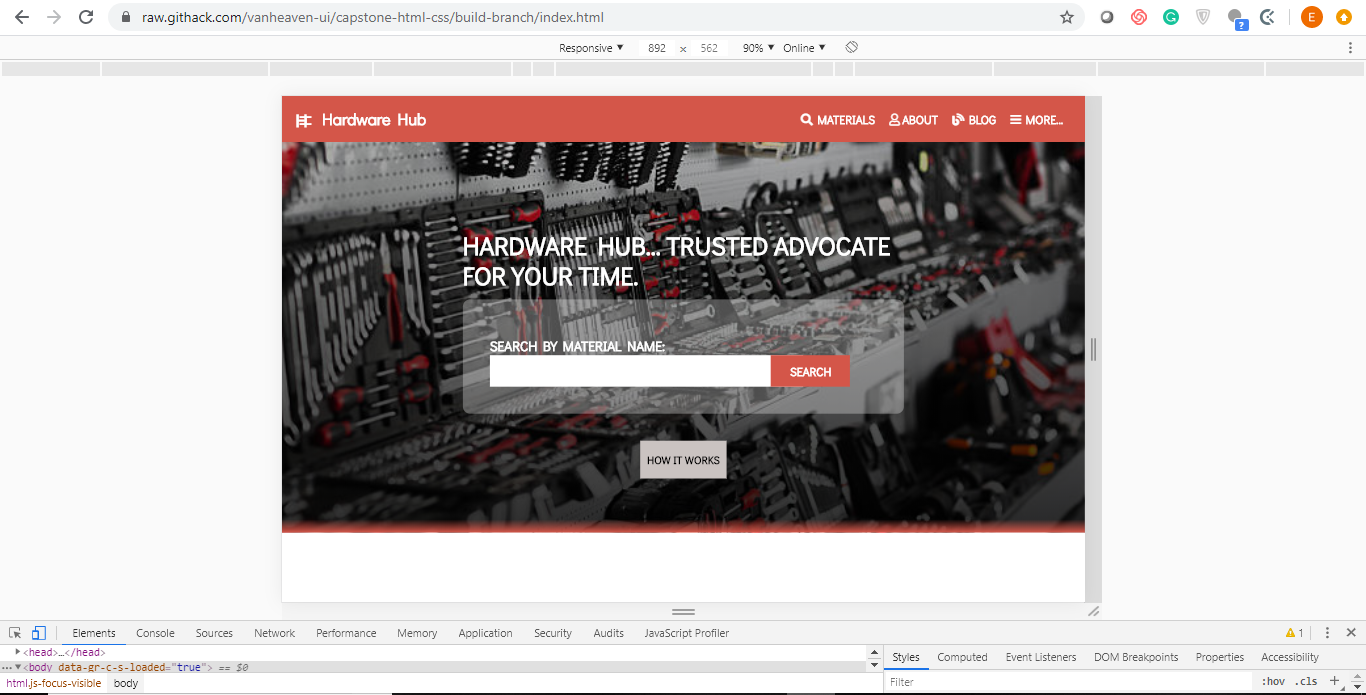 raw.githack.com/vanheaven-ui/capstone-html-css/build-branch/index.html
G
?
E
Responsive ▼ 892 × 562 90% ▼ Online ▼
Hardware Hub
MATERIALS ABOUT BLOG MORE...
HARDWARE HUB... TRUSTED ADVOCATE
FOR YOUR TIME.
SEARCH BY MATERIAL NAME:
SEARCH
HOW IT WORKS
Elements Console Sources Network Performance Memory Application Security Audits JavaScript Profiler 1
<head>…</head>
<body data-gr-c-s-loaded="true"> == $0
html.js-focus-visible body
Styles Computed Event Listeners DOM Breakpoints Properties Accessibility
Filter :hov .cls +